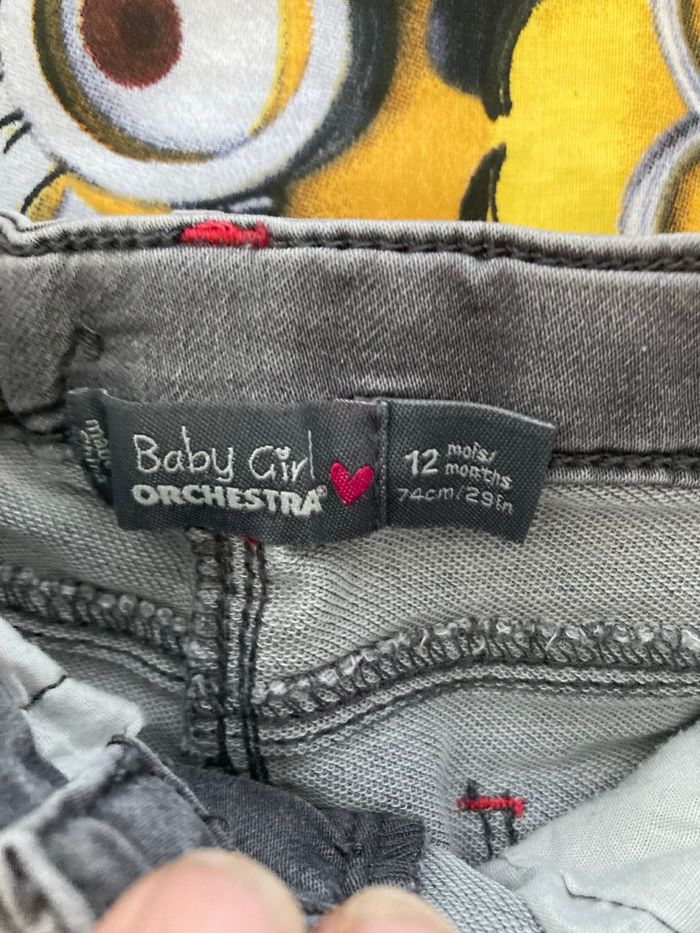 Baby Girl
ORCHESTRA®
12 mois/
months
74cm/29in